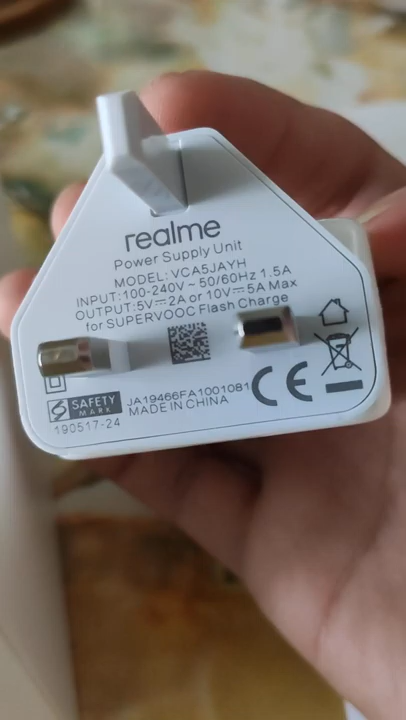 realme
Power Supply Unit
MODEL: VCA5JAYH
INPUT:100-240V~50/60Hz 1.5A
OUTPUT:5V⎓2A or 10V⎓5A Max
for SUPERVOOC Flash Charge
SAFETY
MARK
190517-24
JA19466FA1001081
MADE IN CHINA
CE